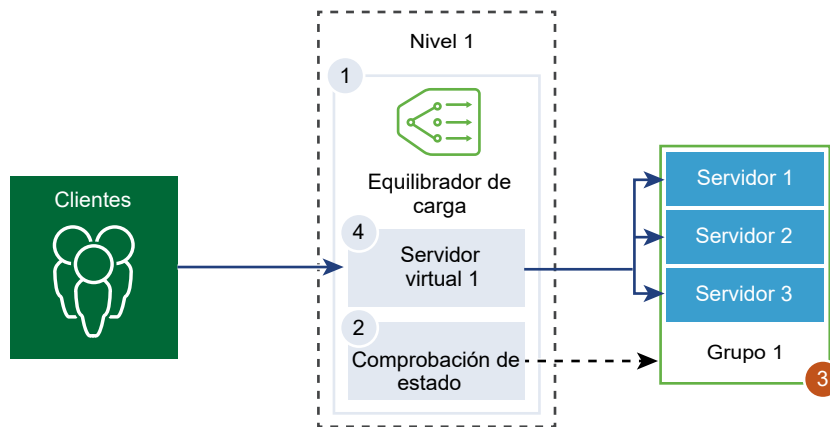 Nivel 1
1
Equilibrador de
carga
Clientes
4
Servidor
virtual 1
2
Comprobación de
estado
Servidor 1
Servidor 2
Servidor 3
Grupo 1
3